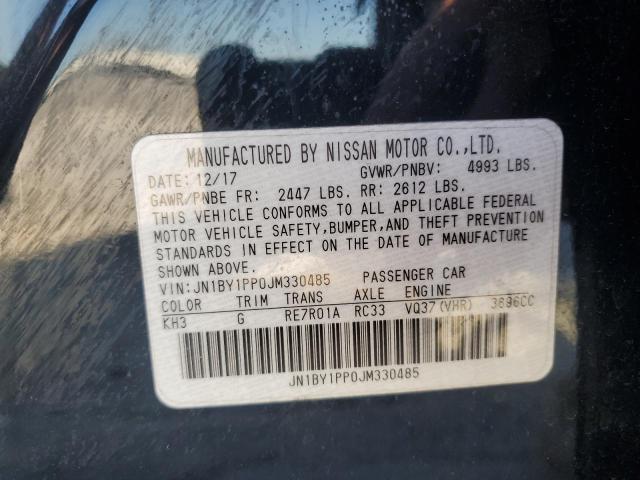 MANUFACTURED BY NISSAN MOTOR CO.,LTD.
DATE: 12/17 GVWR/PNBV: 4993 LBS.
GAWR/PNBE FR: 2447 LBS. RR: 2612 LBS.
THIS VEHICLE CONFORMS TO ALL APPLICABLE FEDERAL
MOTOR VEHICLE SAFETY,BUMPER,AND THEFT PREVENTION
STANDARDS IN EFFECT ON THE DATE OF MANUFACTURE
SHOWN ABOVE.
VIN:JN1BY1PP0JM330485 PASSENGER CAR
COLOR TRIM TRANS AXLE ENGINE
KH3 G RE7R01A RC33 VQ37(VHR) 3696CC
JN1BY1PP0JM330485